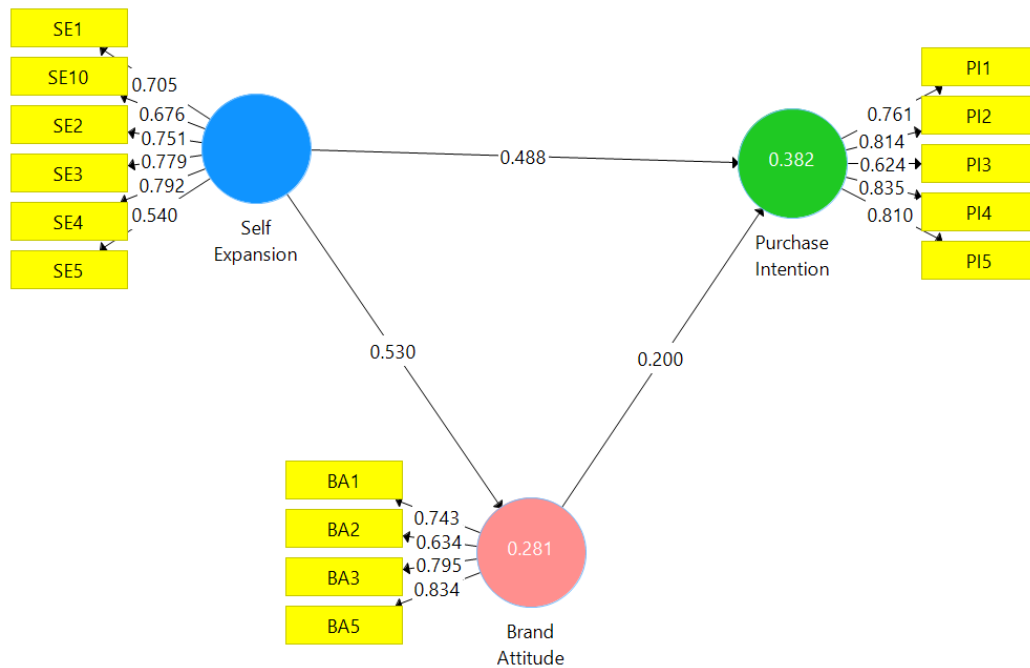 SE1
SE10
SE2
SE3
SE4
SE5
0.705
0.676
0.751
0.779
0.792
0.540
Self
Expansion
0.488
0.382
Purchase
Intention
0.761
0.814
0.624
0.835
0.810
PI1
PI2
PI3
PI4
PI5
0.530
0.200
BA1
BA2
BA3
BA5
0.743
0.634
0.795
0.834
0.281
Brand
Attitude